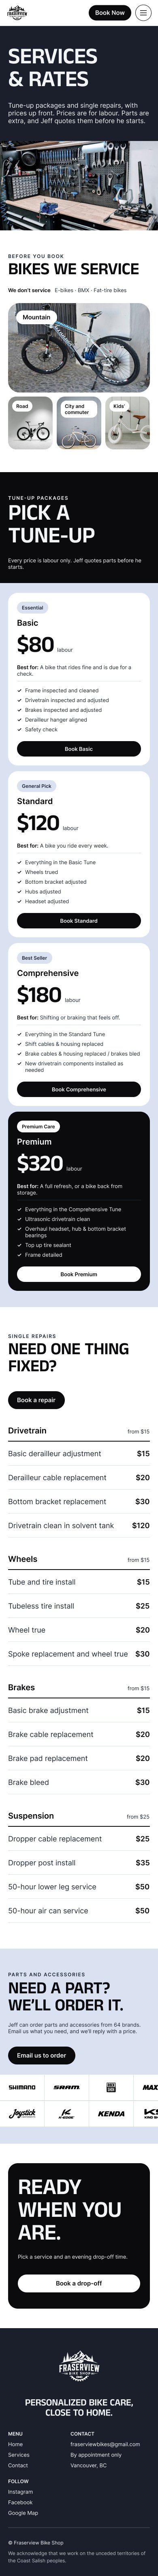 FRASERVIEW
BIKE SHOP
Book Now
SERVICES
& RATES
Tune-up packages and single repairs, with
prices up front. Prices are for labour. Parts are
extra, and Jeff quotes them before he starts.
BEFORE YOU BOOK
BIKES WE SERVICE
We don't service E-bikes · BMX · Fat-tire bikes
Mountain
Road
City and
commuter
Kids'
TUNE-UP PACKAGES
PICK A
TUNE-UP
Every price is labour only. Jeff quotes parts before he
starts.
Essential
Basic
$80 labour
Best for: A bike that rides fine and is due for a
check.
Frame inspected and cleaned
Drivetrain inspected and adjusted
Brakes inspected and adjusted
Derailleur hanger aligned
Safety check
Book Basic
General Pick
Standard
$120 labour
Best for: A bike you ride every week.
Everything in the Basic Tune
Wheels trued
Bottom bracket adjusted
Hubs adjusted
Headset adjusted
Book Standard
Best Seller
Comprehensive
$180 labour
Best for: Shifting or braking that feels off.
Everything in the Standard Tune
Shift cables & housing replaced
Brake cables & housing replaced / brakes bled
New drivetrain components installed as
needed
Book Comprehensive
Premium Care
Premium
$320 labour
Best for: A full refresh, or a bike back from
storage.
Everything in the Comprehensive Tune
Ultrasonic drivetrain clean
Overhaul headset, hub & bottom bracket
bearings
Top up tire sealant
Frame detailed
Book Premium
SINGLE REPAIRS
NEED ONE THING
FIXED?
Book a repair
Drivetrain from $15
Basic derailleur adjustment $15
Derailleur cable replacement $20
Bottom bracket replacement $30
Drivetrain clean in solvent tank $120
Wheels from $15
Tube and tire install $15
Tubeless tire install $25
Wheel true $20
Spoke replacement and wheel true $30
Brakes from $15
Basic brake adjustment $15
Brake cable replacement $20
Brake pad replacement $20
Brake bleed $30
Suspension from $25
Dropper cable replacement $25
Dropper post install $35
50-hour lower leg service $50
50-hour air can service $50
PARTS AND ACCESSORIES
NEED A PART?
WE'LL ORDER IT.
Jeff can order parts and accessories from 64 brands.
Email us what you need, and we'll reply with a price.
Email us to order
SHIMANO SRAM MAX
Joystick K-EDGE KENDA
READY
WHEN YOU
ARE.
Pick a service and an evening drop-off time.
Book a drop-off
FRASERVIEW
BIKE SHOP
PERSONALIZED BIKE CARE,
CLOSE TO HOME.
MENU
Home
Services
Contact
CONTACT
fraserviewbikes@gmail.com
By appointment only
Vancouver, BC
FOLLOW
Instagram
Facebook
Google Map
© Fraserview Bike Shop
We acknowledge that we work on the unceded territories of
the Coast Salish peoples.